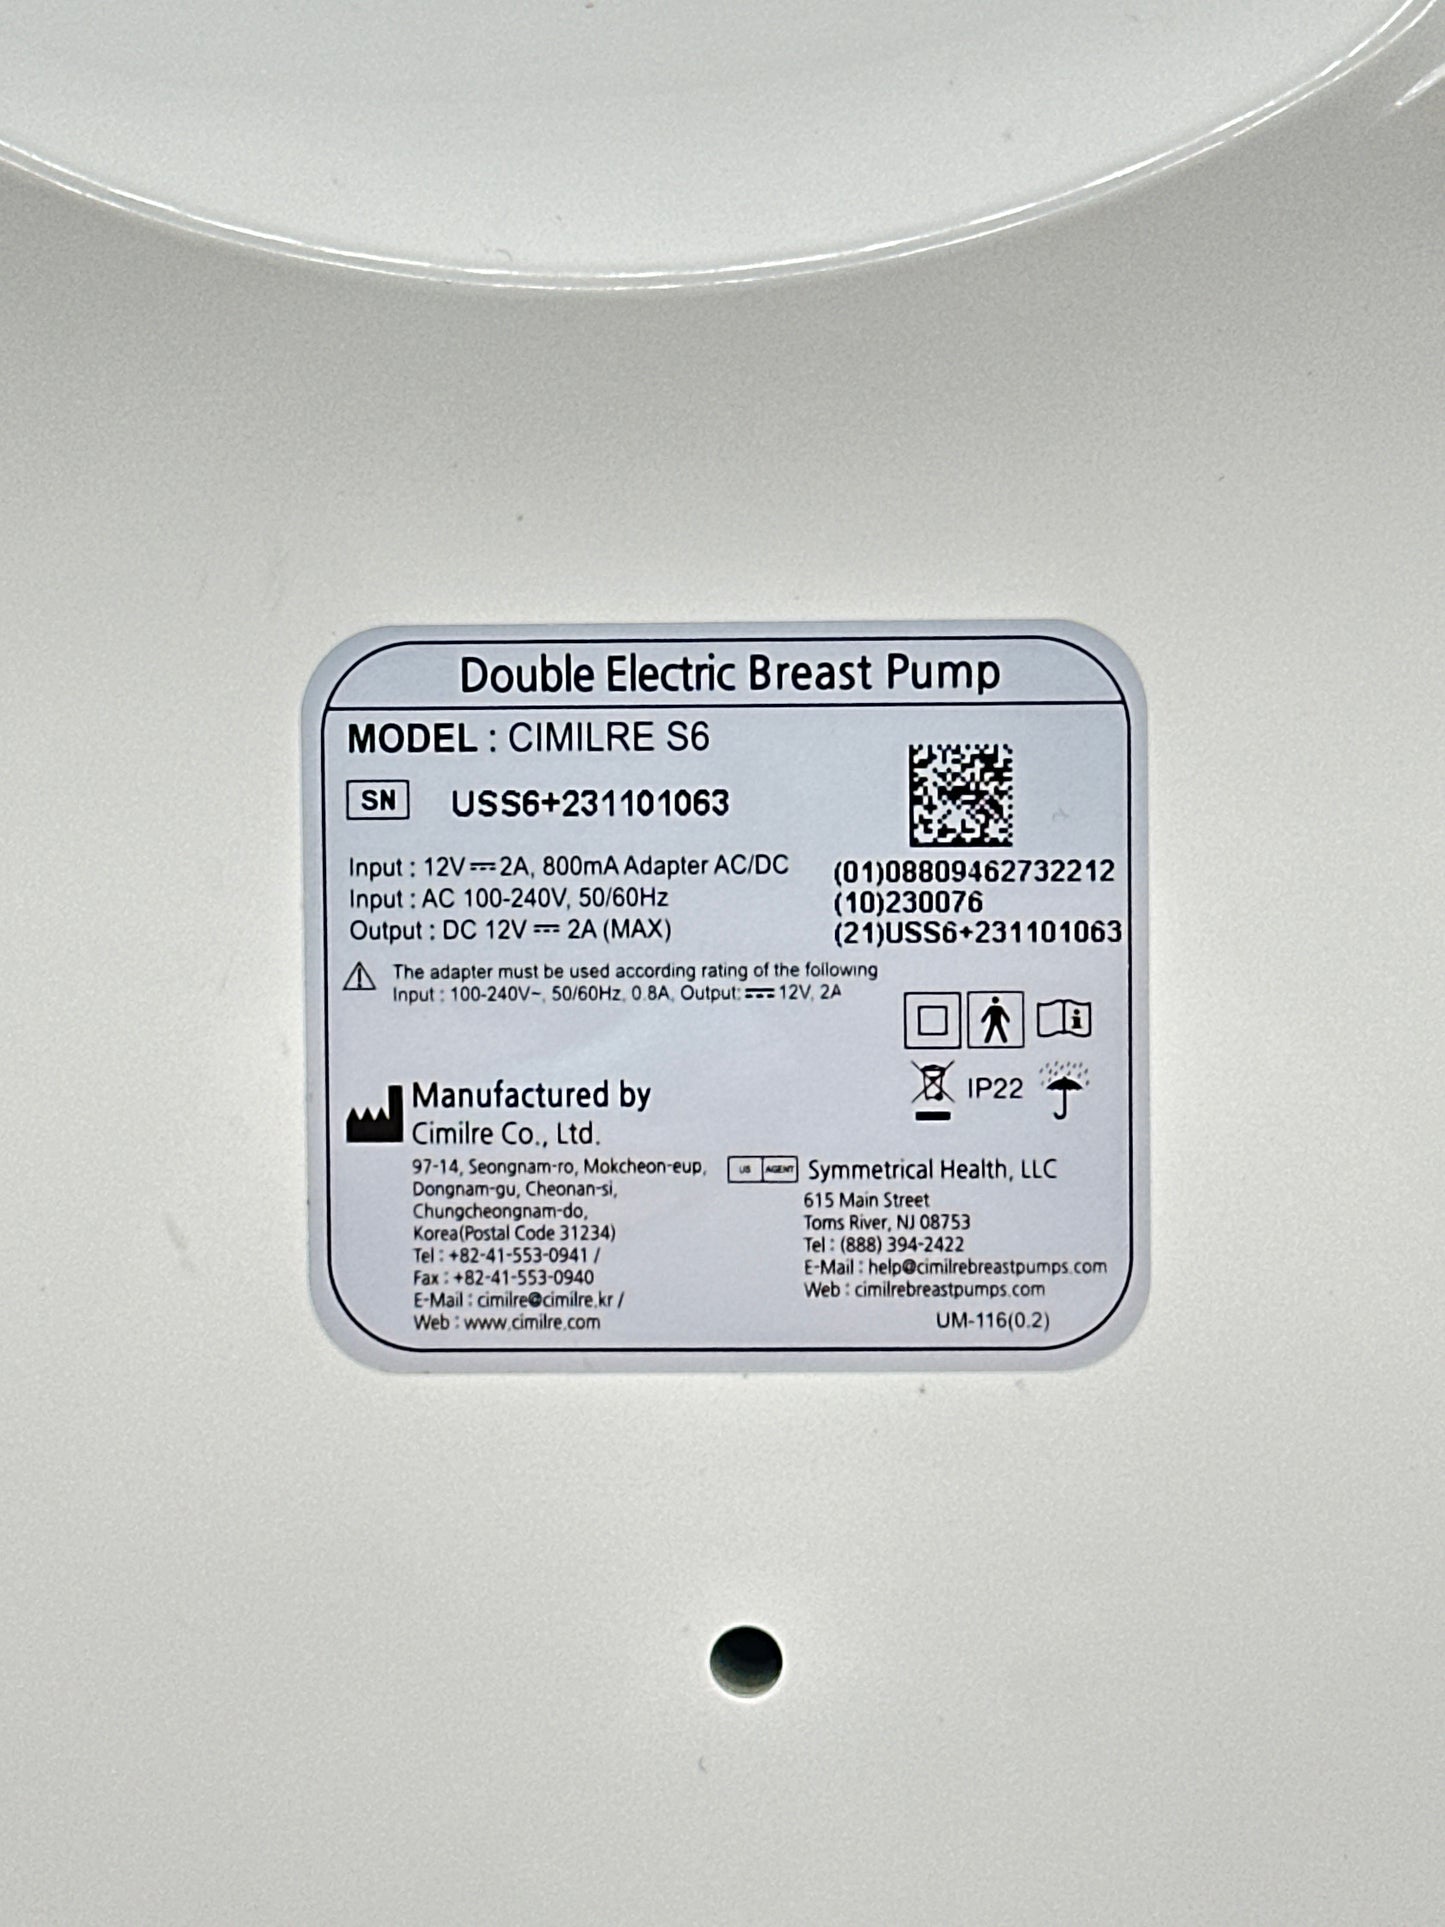 Double Electric Breast Pump
MODEL : CIMILRE S6
SN USS6+231101063
Input : 12V⎓2A, 800mA Adapter AC/DC
Input : AC 100-240V, 50/60Hz
Output : DC 12V⎓ 2A (MAX)
(01)08809462732212
(10)230076
(21)USS6+231101063
The adapter must be used according rating of the following
Input : 100-240V~, 50/60Hz, 0.8A, Output: ⎓ 12V, 2A
IP22
Manufactured by
Cimilre Co., Ltd.
97-14, Seongnam-ro, Mokcheon-eup,
Dongnam-gu, Cheonan-si,
Chungcheongnam-do,
Korea(Postal Code 31234)
Tel : +82-41-553-0941 /
Fax : +82-41-553-0940
E-Mail : cimilre@cimilre.kr /
Web : www.cimilre.com
US AGENT Symmetrical Health, LLC
615 Main Street
Toms River, NJ 08753
Tel : (888) 394-2422
E-Mail : help@cimilrebreastpumps.com
Web : cimilrebreastpumps.com
UM-116(0.2)